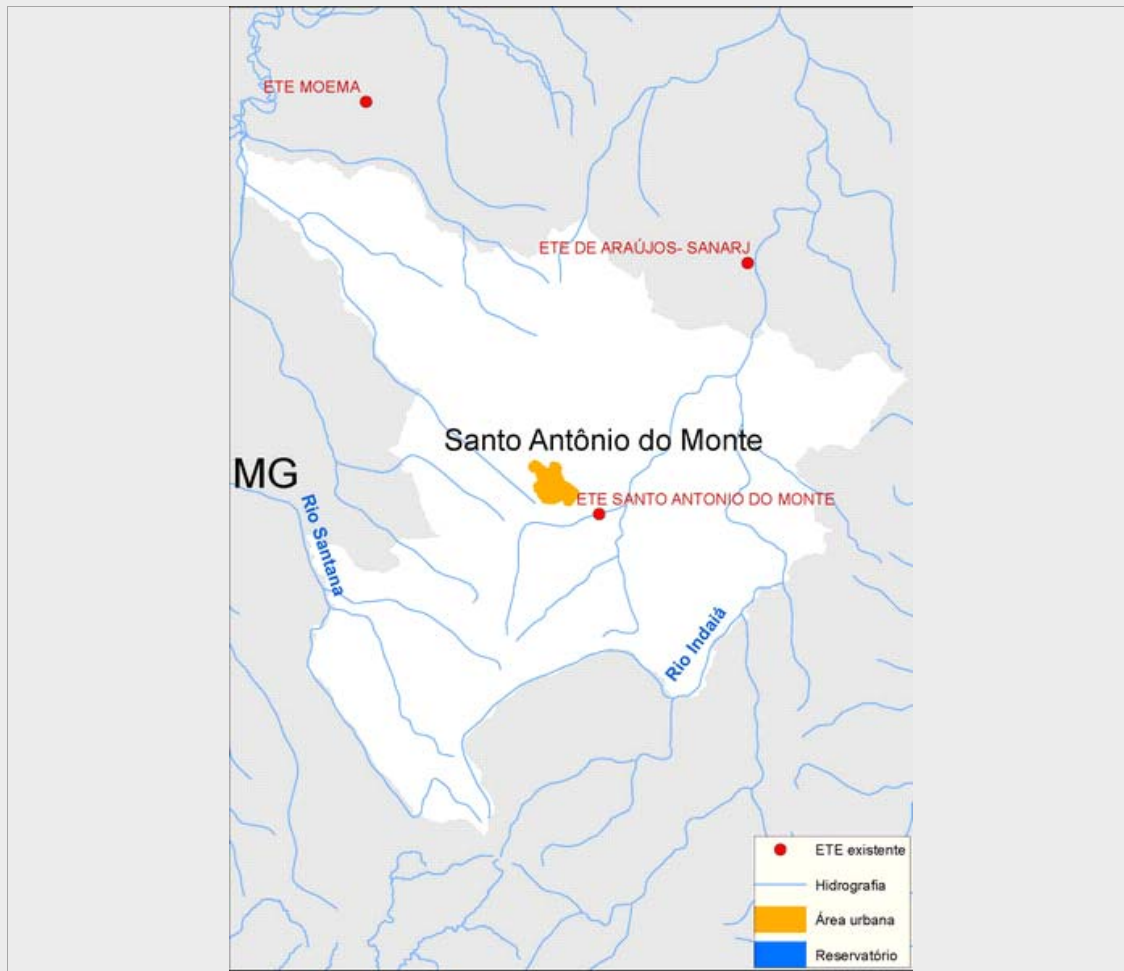 ETE MOEMA
ETE DE ARAÚJOS- SANARJ
Santo Antônio do Monte
MG
ETE SANTO ANTONIO DO MONTE
Rio Santana
Rio Indaiá
ETE existente
Hidrografia
Área urbana
Reservatório